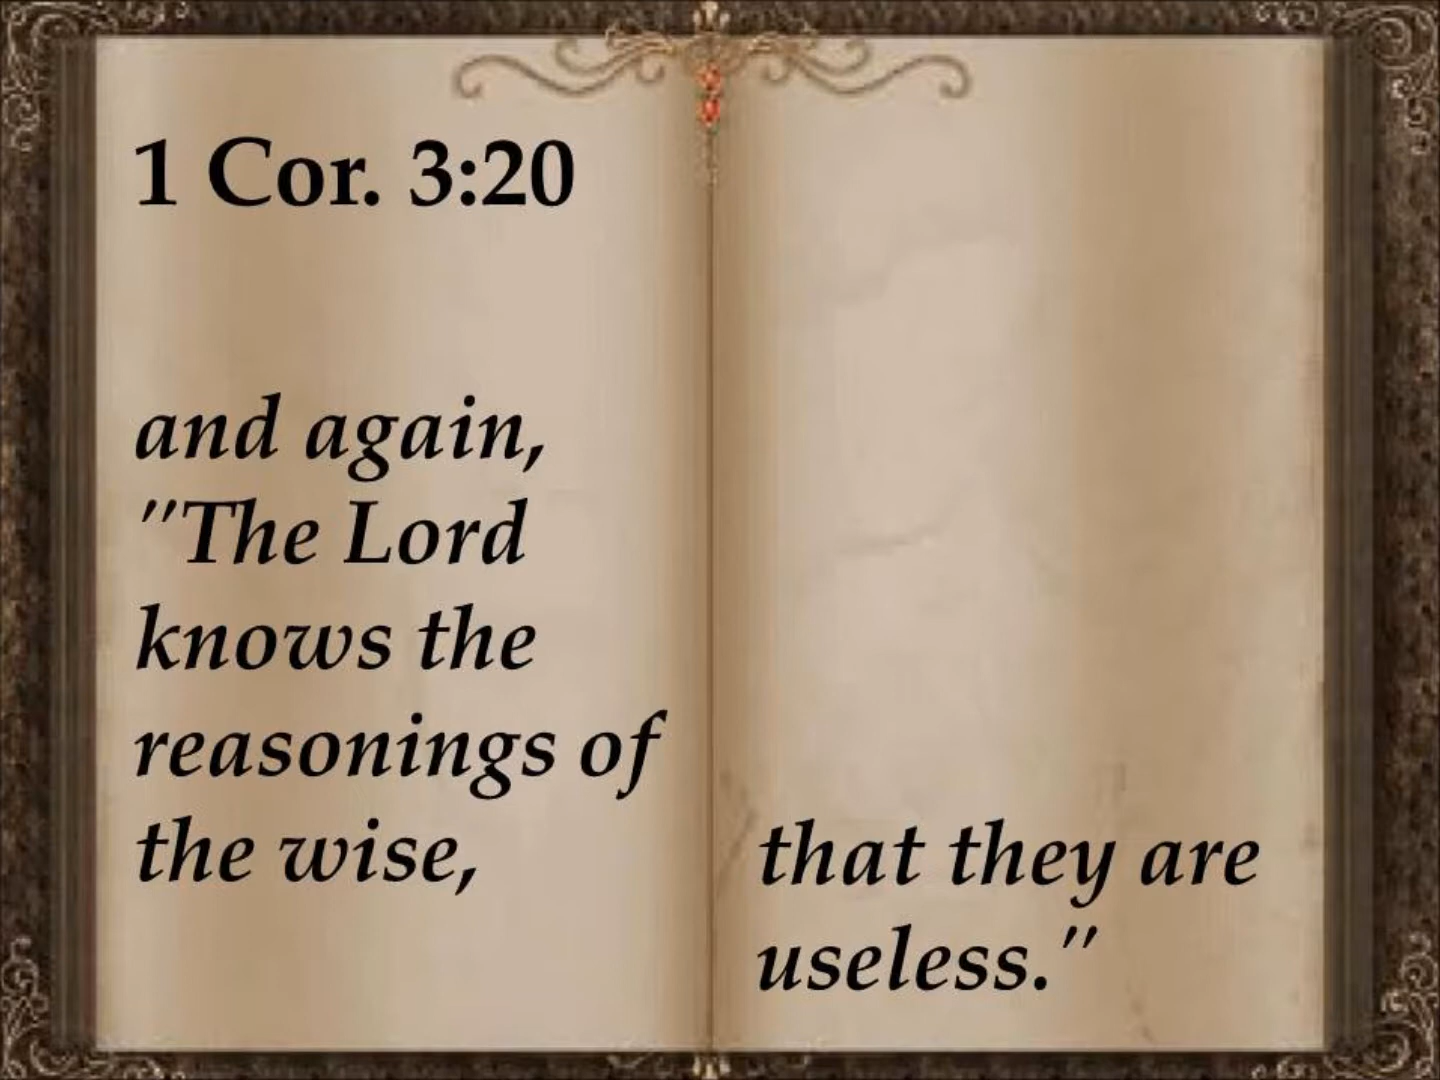 1 Cor. 3:20
and again,
"The Lord
knows the
reasonings of
the wise,
that they are
useless."